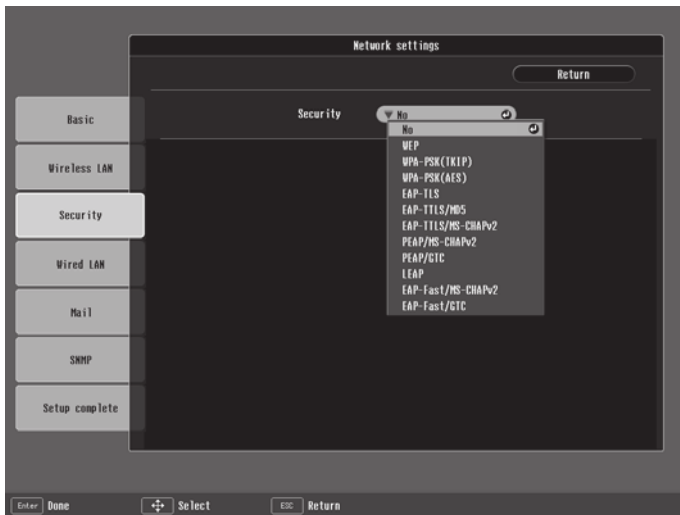 Network settings
Return
Basic
Wireless LAN
Security
Wired LAN
Mail
SNMP
Setup complete
Security
No
No
WEP
WPA-PSK(TKIP)
WPA-PSK(AES)
EAP-TLS
EAP-TTLS/MD5
EAP-TTLS/MS-CHAPv2
PEAP/MS-CHAPv2
PEAP/GTC
LEAP
EAP-Fast/MS-CHAPv2
EAP-Fast/GTC
Enter Done
Select
ESC Return